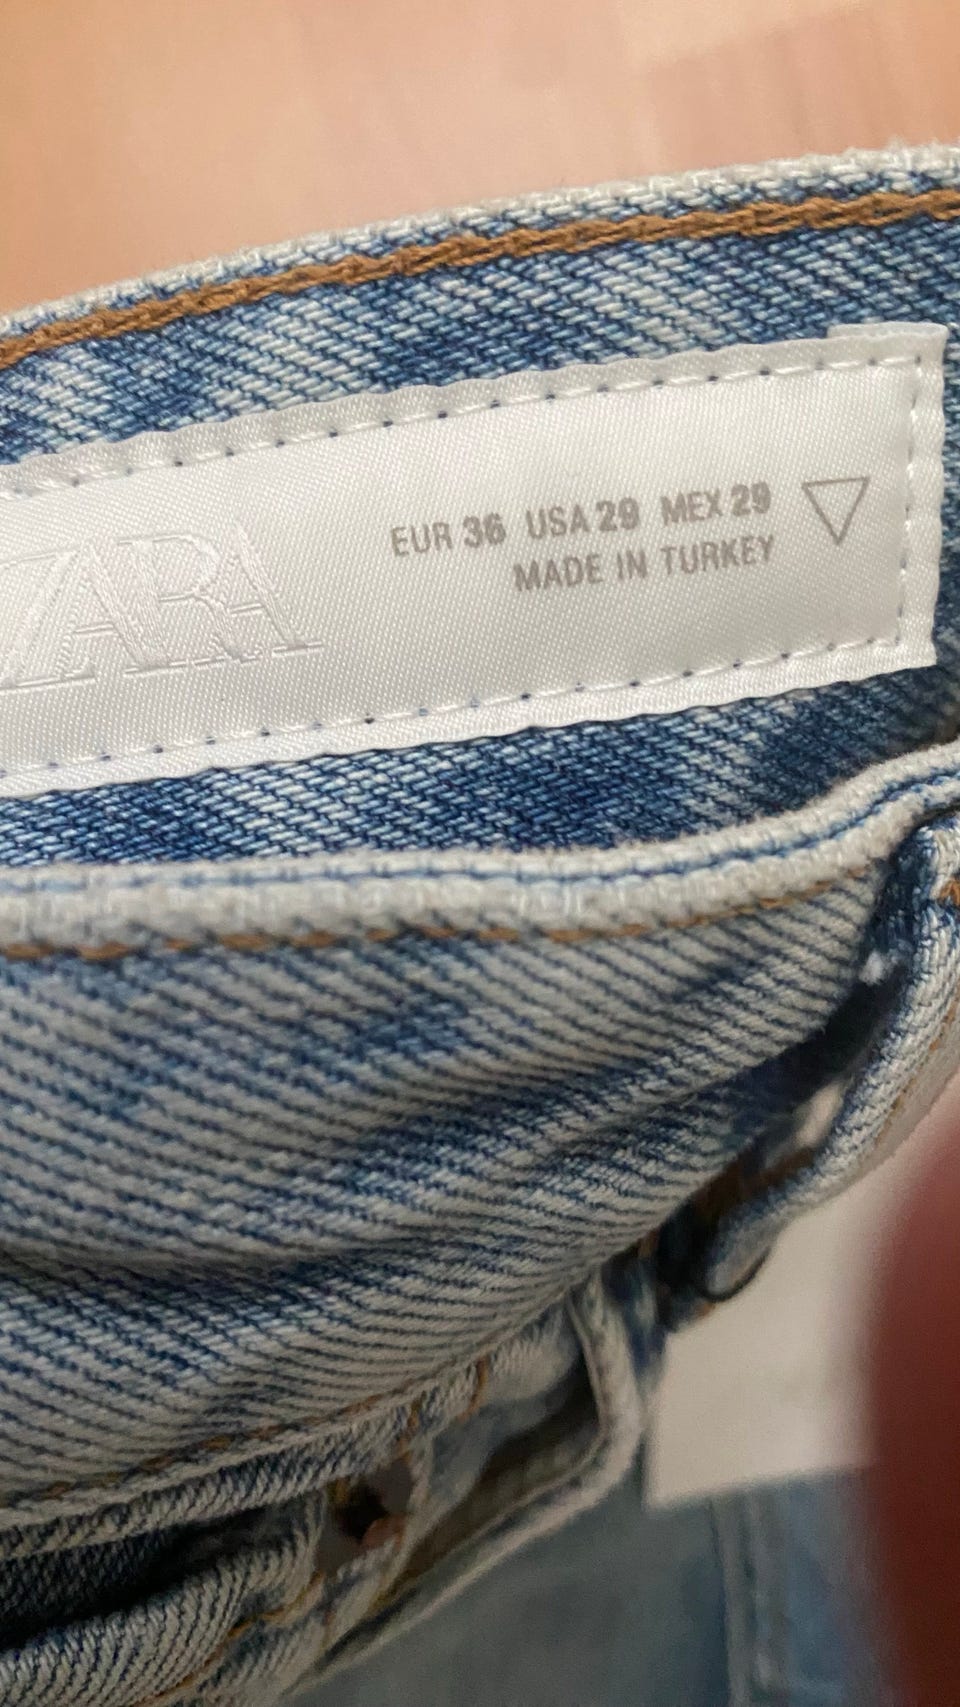 ZARA
EUR 36 USA 29 MEX 29
MADE IN TURKEY